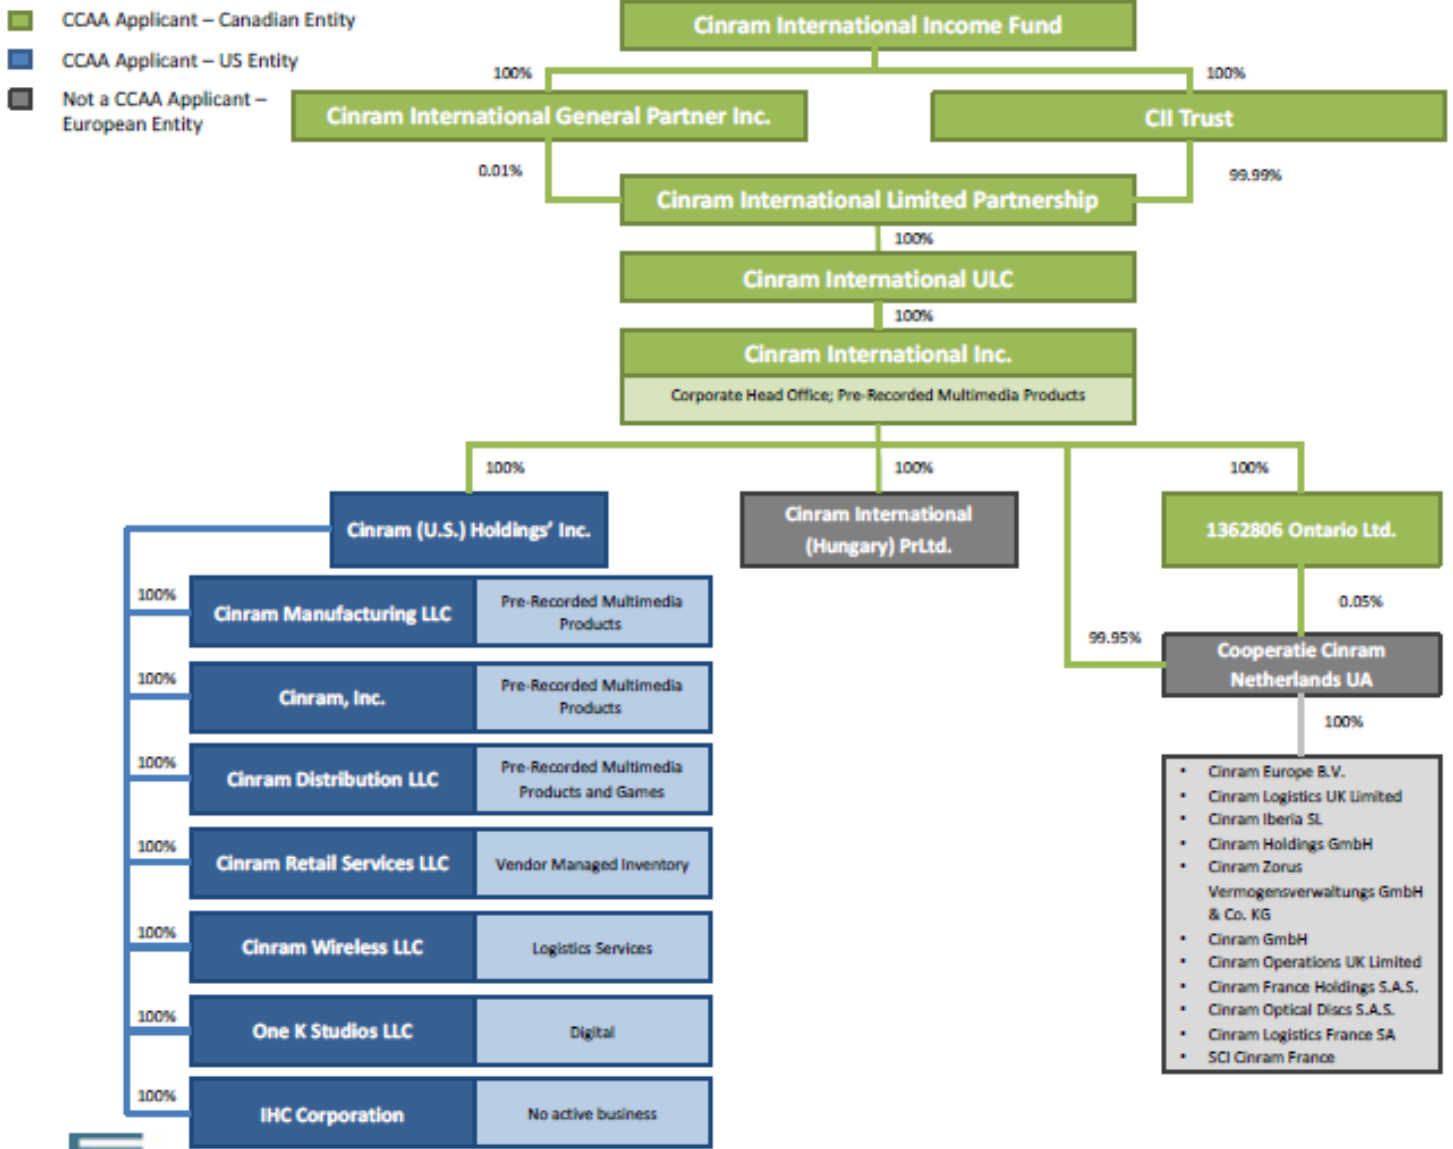 CCAA Applicant – Canadian Entity
CCAA Applicant – US Entity
Not a CCAA Applicant –
European Entity
Cinram International Income Fund
100%
100%
Cinram International General Partner Inc.
CII Trust
0.01%
99.99%
Cinram International Limited Partnership
100%
Cinram International ULC
100%
Cinram International Inc.
Corporate Head Office; Pre-Recorded Multimedia Products
100%
100%
100%
Cinram (U.S.) Holdings’ Inc.
Cinram International
(Hungary) PrLtd.
1362806 Ontario Ltd.
0.05%
99.95%
Cooperatie Cinram
Netherlands UA
100%
100%
Cinram Manufacturing LLC
Pre-Recorded Multimedia
Products
100%
Cinram, Inc.
Pre-Recorded Multimedia
Products
100%
Cinram Distribution LLC
Pre-Recorded Multimedia
Products and Games
100%
Cinram Retail Services LLC
Vendor Managed Inventory
100%
Cinram Wireless LLC
Logistics Services
100%
One K Studios LLC
Digital
100%
IHC Corporation
No active business
• Cinram Europe B.V.
• Cinram Logistics UK Limited
• Cinram Iberia SL
• Cinram Holdings GmbH
• Cinram Zorus
Vermogensverwaltungs GmbH
& Co. KG
• Cinram GmbH
• Cinram Operations UK Limited
• Cinram France Holdings S.A.S.
• Cinram Optical Discs S.A.S.
• Cinram Logistics France SA
• SCI Cinram France